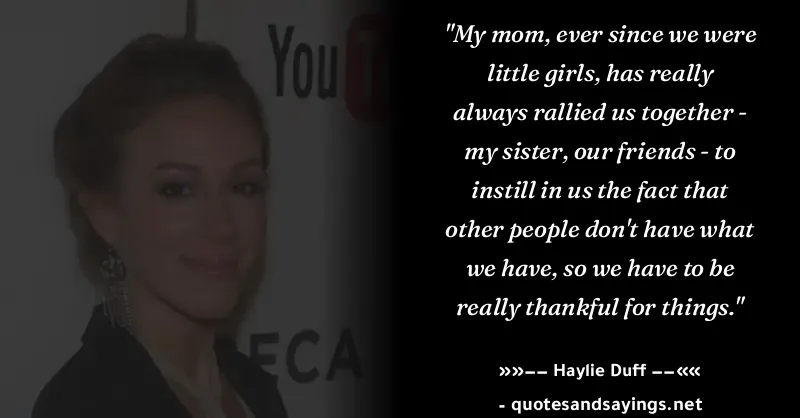 You
"My mom, ever since we were
little girls, has really
always rallied us together -
my sister, our friends - to
instill in us the fact that
other people don't have what
we have, so we have to be
really thankful for things."
ECA
»»—— Haylie Duff ——««
- quotesandsayings.net